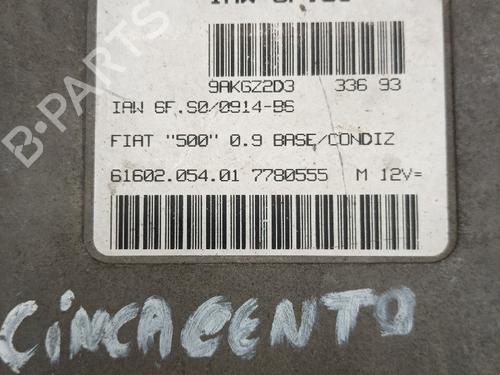 9AKGZ2D3 336 93
IAW 6F.S0/0914-B6
FIAT "500" 0.9 BASE/CONDIZ
61602.054.01 7780555 M 12V=
CINCACENTO